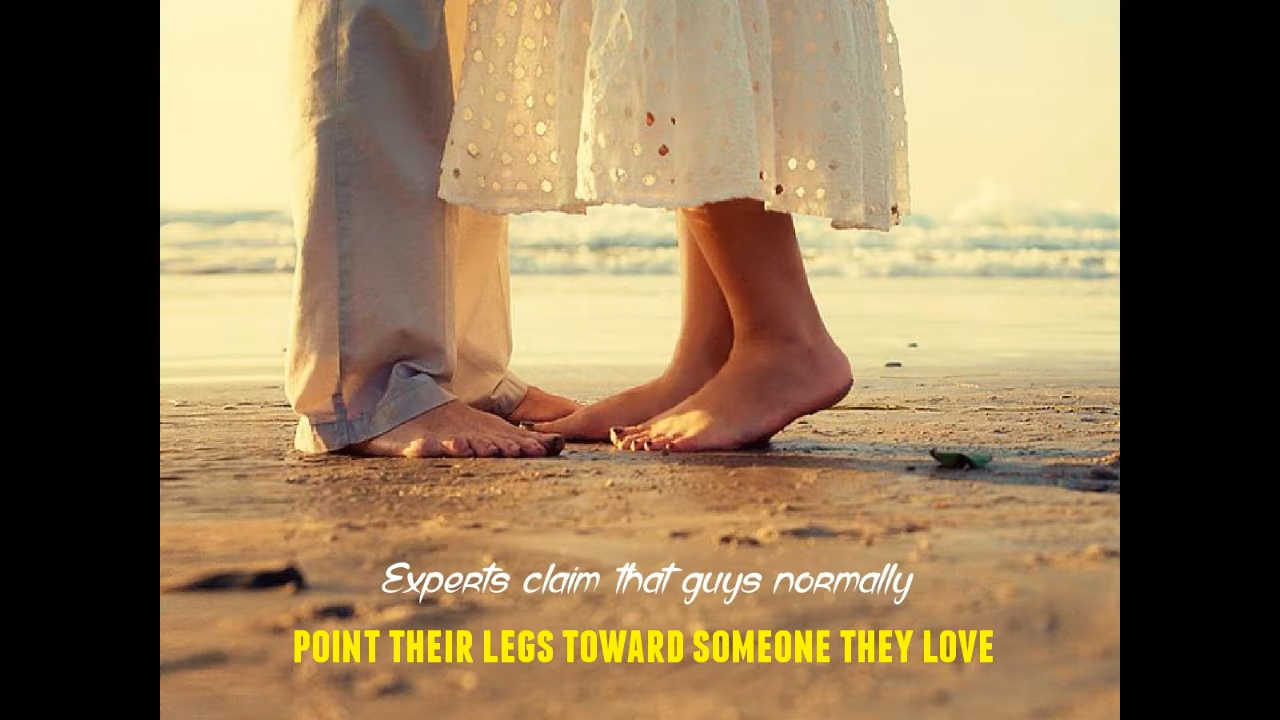 Experts claim that guys normally
POINT THEIR LEGS TOWARD SOMEONE THEY LOVE